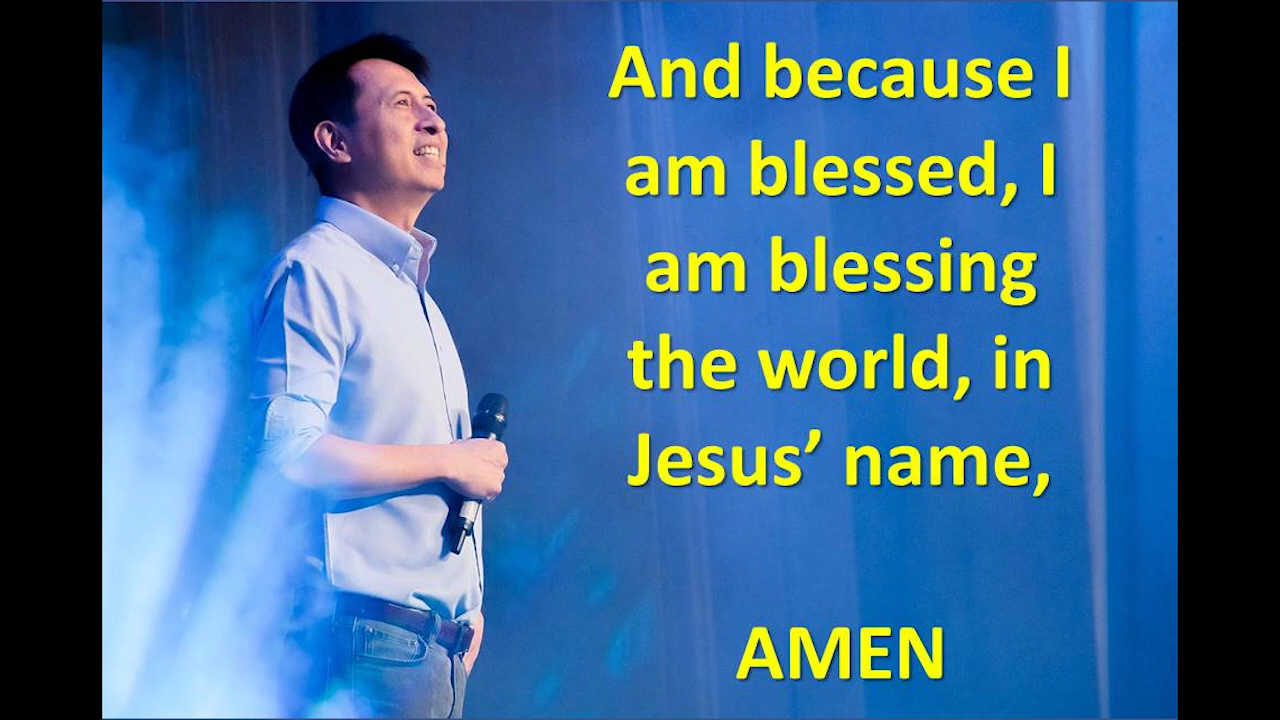 And because I
am blessed, I
am blessing
the world, in
Jesus’ name,
AMEN